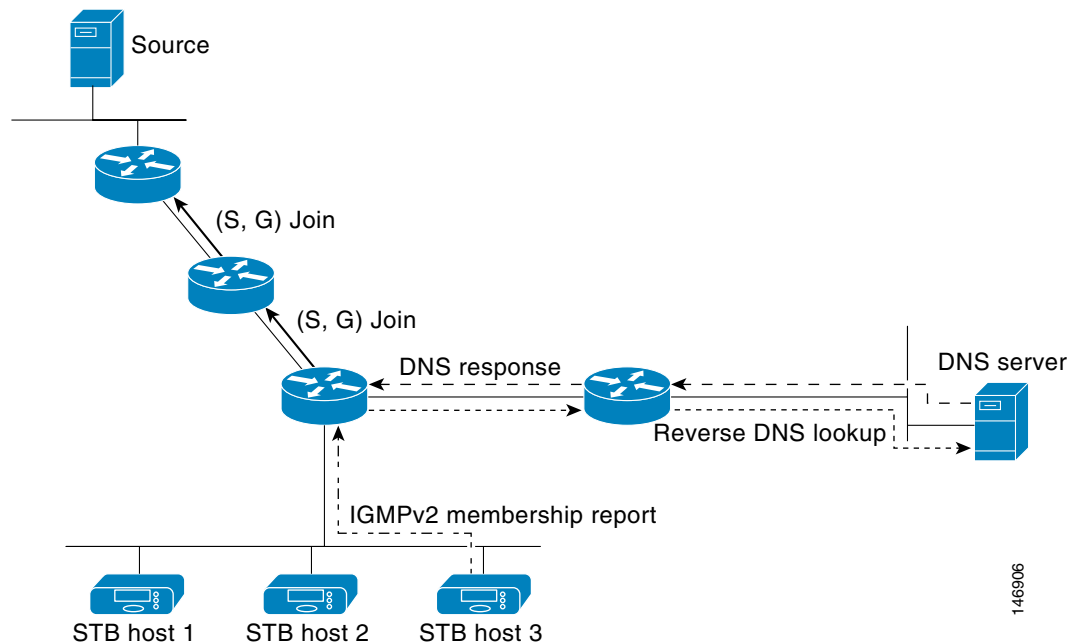 Source
(S, G) Join
(S, G) Join
DNS response
DNS server
Reverse DNS lookup
IGMPv2 membership report
STB host 1
STB host 2
STB host 3
146906